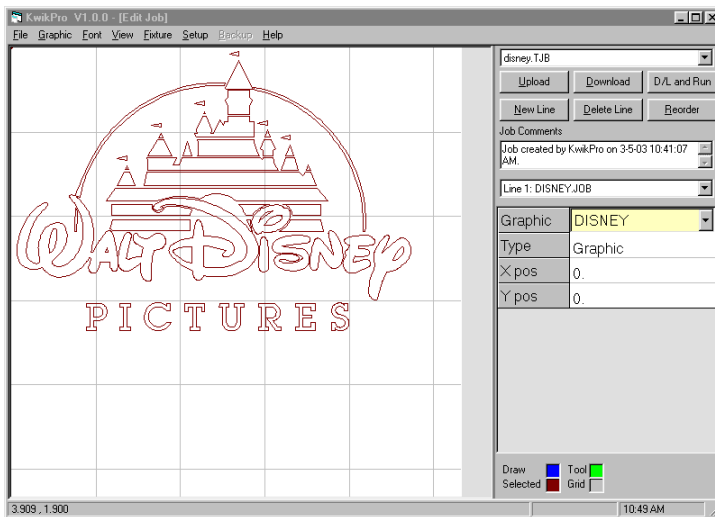 KwikPro V1.0.0 - [Edit Job]
File Graphic Font View Fixture Setup Backup Help
disney.TJB
Upload Download D/L and Run
New Line Delete Line Reorder
Job Comments
Job created by KwikPro on 3-5-03 10:41:07
AM.
Line 1: DISNEY.JOB
Graphic DISNEY
Type Graphic
X pos 0.
Y pos 0.
WALT DISNEY
PICTURES
Draw Tool
Selected Grid
3.909 , 1.900 10:49 AM